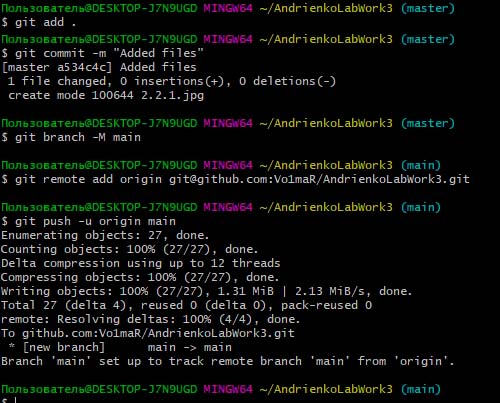 Пользователь@DESKTOP-J7N9UGD MINGW64 ~/AndrienkoLabWork3 (master)
$ git add .
Пользователь@DESKTOP-J7N9UGD MINGW64 ~/AndrienkoLabWork3 (master)
$ git commit -m "Added files"
[master a534c4c] Added files
1 file changed, 0 insertions(+), 0 deletions(-)
create mode 100644 2.2.1.jpg
Пользователь@DESKTOP-J7N9UGD MINGW64 ~/AndrienkoLabWork3 (master)
$ git branch -M main
Пользователь@DESKTOP-J7N9UGD MINGW64 ~/AndrienkoLabWork3 (main)
$ git remote add origin git@github.com:Vo1maR/AndrienkoLabWork3.git
Пользователь@DESKTOP-J7N9UGD MINGW64 ~/AndrienkoLabWork3 (main)
$ git push -u origin main
Enumerating objects: 27, done.
Counting objects: 100% (27/27), done.
Delta compression using up to 12 threads
Compressing objects: 100% (27/27), done.
Writing objects: 100% (27/27), 1.31 MiB | 2.13 MiB/s, done.
Total 27 (delta 4), reused 0 (delta 0), pack-reused 0
remote: Resolving deltas: 100% (4/4), done.
To github.com:Vo1maR/AndrienkoLabWork3.git
* [new branch]      main -> main
Branch 'main' set up to track remote branch 'main' from 'origin'.
Пользователь@DESKTOP-J7N9UGD MINGW64 ~/AndrienkoLabWork3 (main)
$